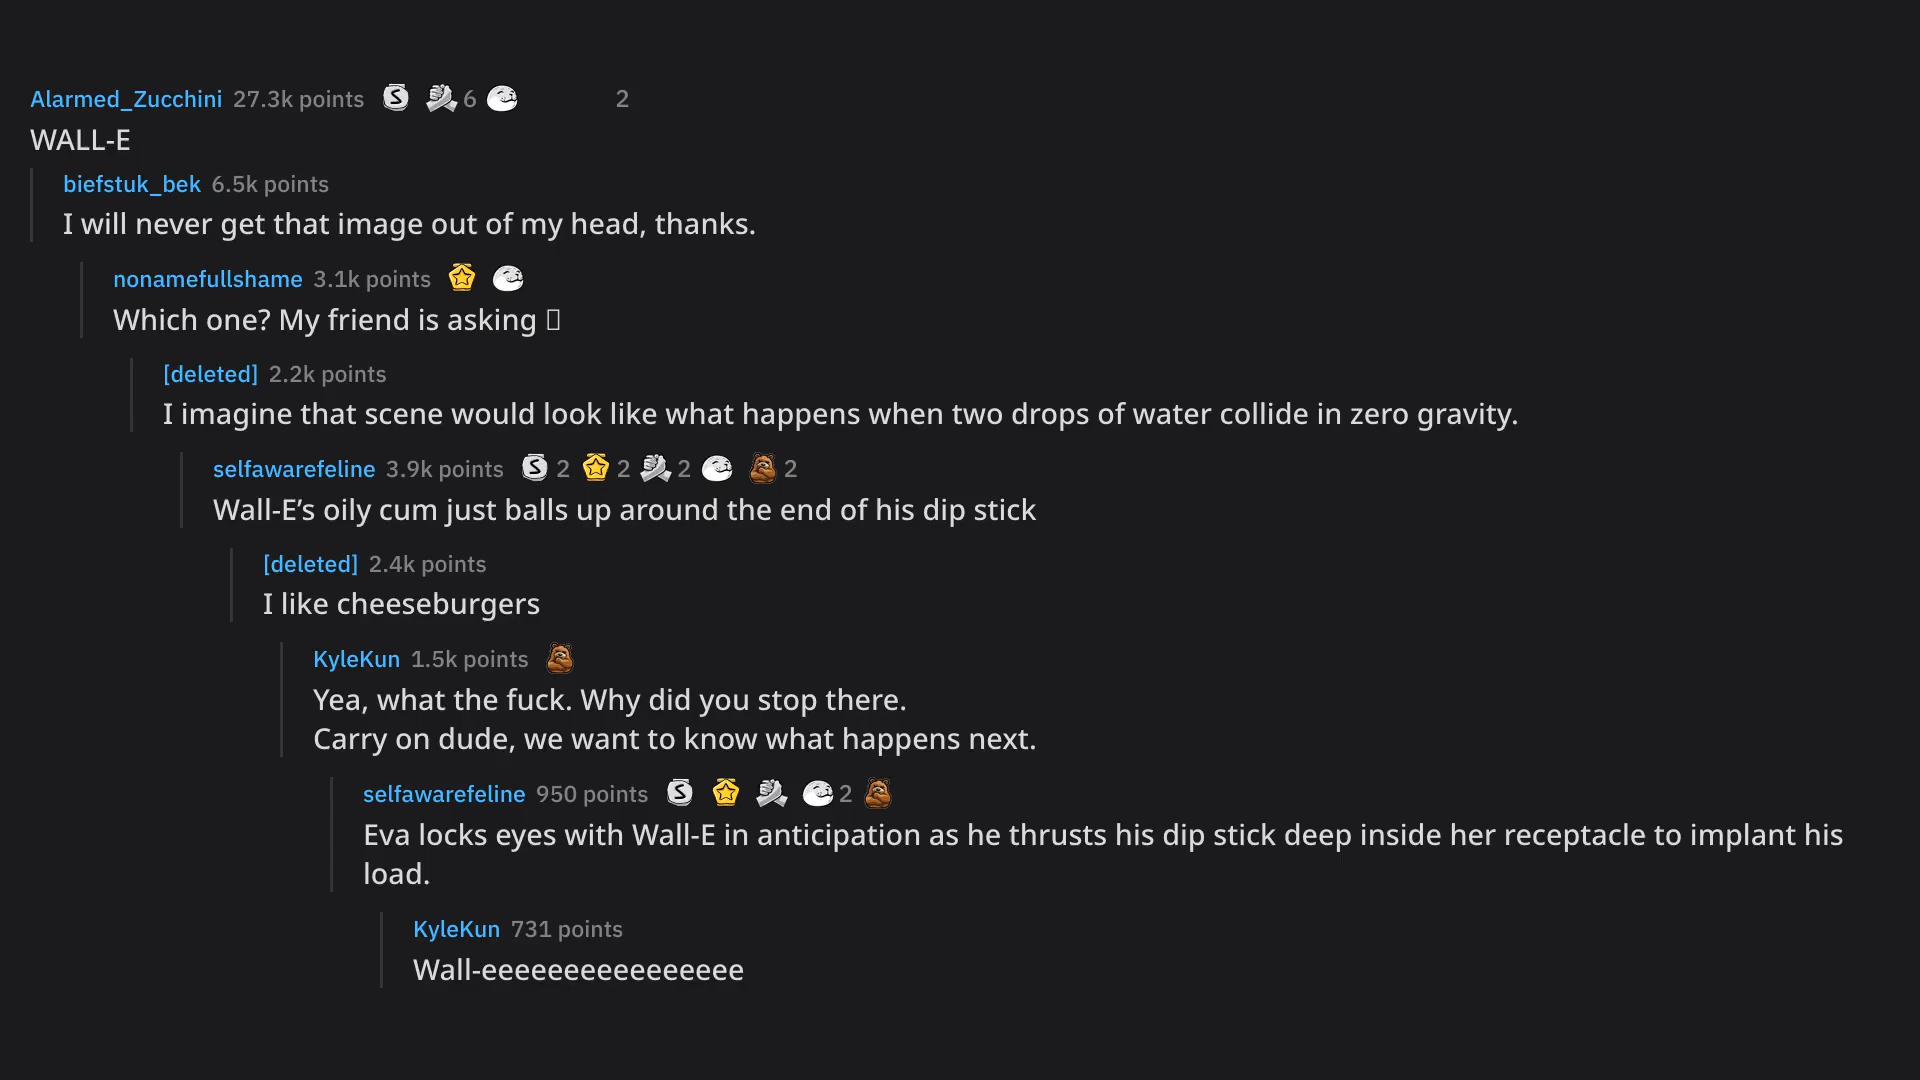 Alarmed_Zucchini 27.3k points 6 2
WALL-E
biefstuk_bek 6.5k points
I will never get that image out of my head, thanks.
nonamefullshame 3.1k points
Which one? My friend is asking
[deleted] 2.2k points
I imagine that scene would look like what happens when two drops of water collide in zero gravity.
selfawarefeline 3.9k points S 2 2 2 2
Wall-E’s oily cum just balls up around the end of his dip stick
[deleted] 2.4k points
I like cheeseburgers
KyleKun 1.5k points
Yea, what the fuck. Why did you stop there.
Carry on dude, we want to know what happens next.
selfawarefeline 950 points S 2
Eva locks eyes with Wall-E in anticipation as he thrusts his dip stick deep inside her receptacle to implant his
load.
KyleKun 731 points
Wall-eeeeeeeeeeeeeeee